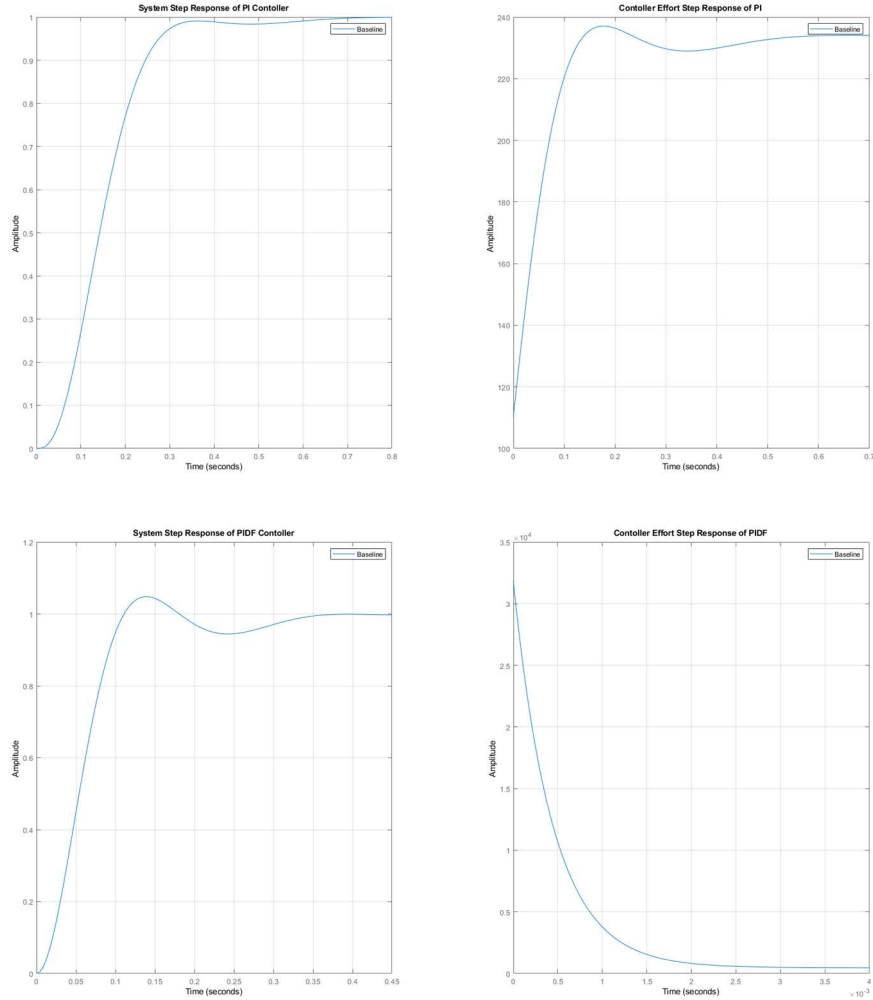 System Step Response of PI Contoller
Baseline
1
0.9
0.8
0.7
0.6
0.5
0.4
0.3
0.2
0.1
0
Amplitude
0 0.1 0.2 0.3 0.4 0.5 0.6 0.7 0.8
Time (seconds)
Contoller Effort Step Response of PI
Baseline
240
220
200
180
160
140
120
100
Amplitude
0 0.1 0.2 0.3 0.4 0.5 0.6 0.7
Time (seconds)
System Step Response of PIDF Contoller
Baseline
1.2
1
0.8
0.6
0.4
0.2
0
Amplitude
0 0.05 0.1 0.15 0.2 0.25 0.3 0.35 0.4 0.45
Time (seconds)
Contoller Effort Step Response of PIDF
× 10⁴
Baseline
3.5
3
2.5
2
1.5
1
0.5
0
Amplitude
0 0.5 1 1.5 2 2.5 3 3.5 4
Time (seconds)
× 10⁻³